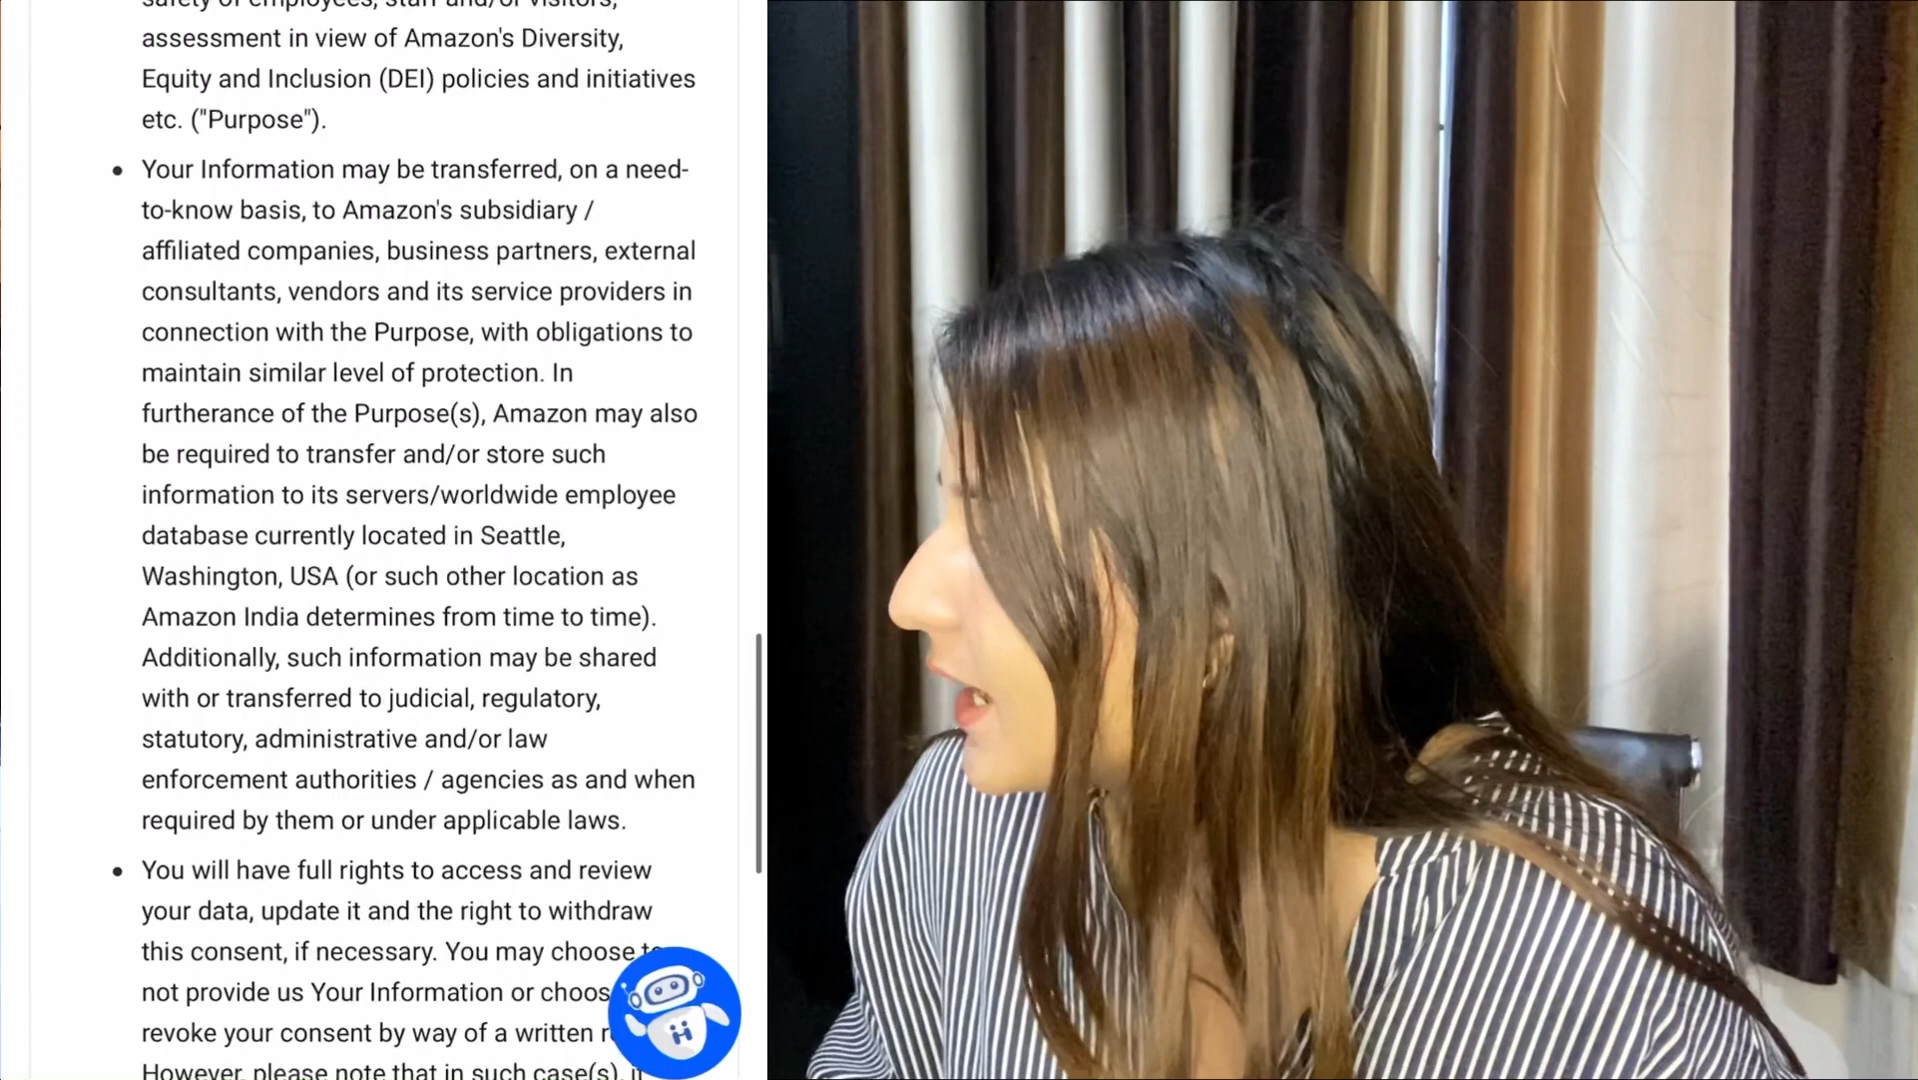 safety of employees, staff and/or visitors,
assessment in view of Amazon's Diversity,
Equity and Inclusion (DEI) policies and initiatives
etc. ("Purpose").
• Your Information may be transferred, on a need-
to-know basis, to Amazon's subsidiary /
affiliated companies, business partners, external
consultants, vendors and its service providers in
connection with the Purpose, with obligations to
maintain similar level of protection. In
furtherance of the Purpose(s), Amazon may also
be required to transfer and/or store such
information to its servers/worldwide employee
database currently located in Seattle,
Washington, USA (or such other location as
Amazon India determines from time to time).
Additionally, such information may be shared
with or transferred to judicial, regulatory,
statutory, administrative and/or law
enforcement authorities / agencies as and when
required by them or under applicable laws.
• You will have full rights to access and review
your data, update it and the right to withdraw
this consent, if necessary. You may choose
not provide us Your Information or
revoke your consent by way of a written
However, please note that in such case(s),